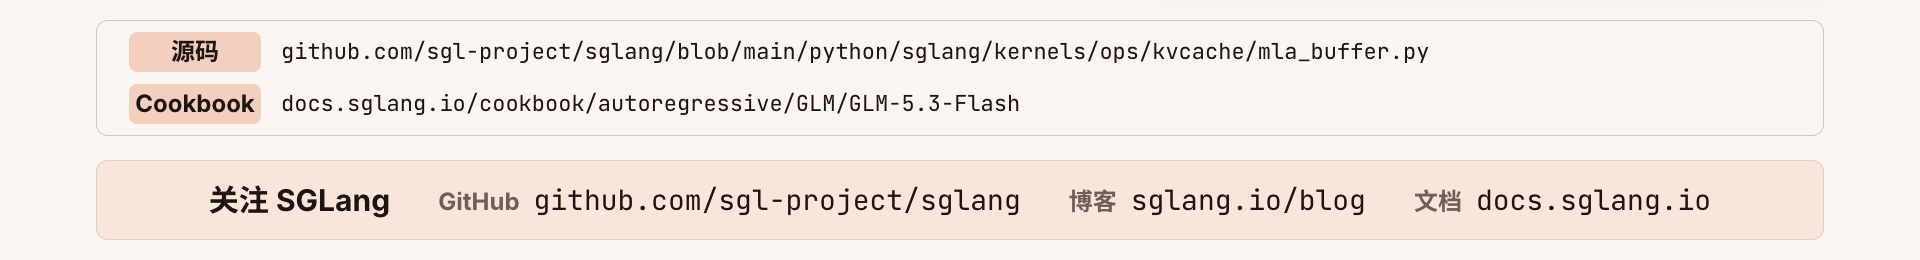 源码 github.com/sgl-project/sglang/blob/main/python/sglang/kernels/ops/kvcache/mla_buffer.py
Cookbook docs.sglang.io/cookbook/autoregressive/GLM/GLM-5.3-Flash
关注 SGLang GitHub github.com/sgl-project/sglang 博客 sglang.io/blog 文档 docs.sglang.io